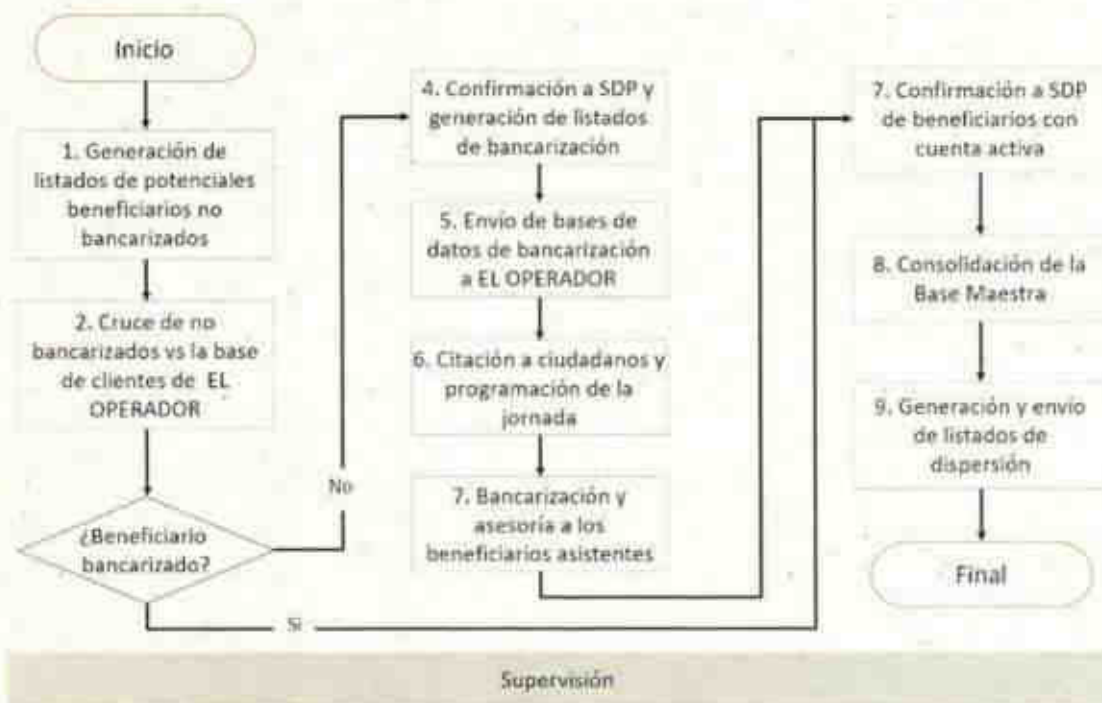 Inicio
1. Generación de
listados de potenciales
beneficiarios no
bancarizados
2. Cruce de no
bancarizados vs la base
de clientes de EL
OPERADOR
¿Beneficiario
bancarizado?
No
Si
4. Confirmación a SDP y
generación de listados
de bancarización
5. Envío de bases de
datos de bancarización
a EL OPERADOR
6. Citación a ciudadanos y
programación de la
jornada
7. Bancarización y
asesoría a los
beneficiarios asistentes
7. Confirmación a SDP
de beneficiarios con
cuenta activa
8. Consolidación de la
Base Maestra
9. Generación y envío
de listados de
dispersión
Final
Supervisión